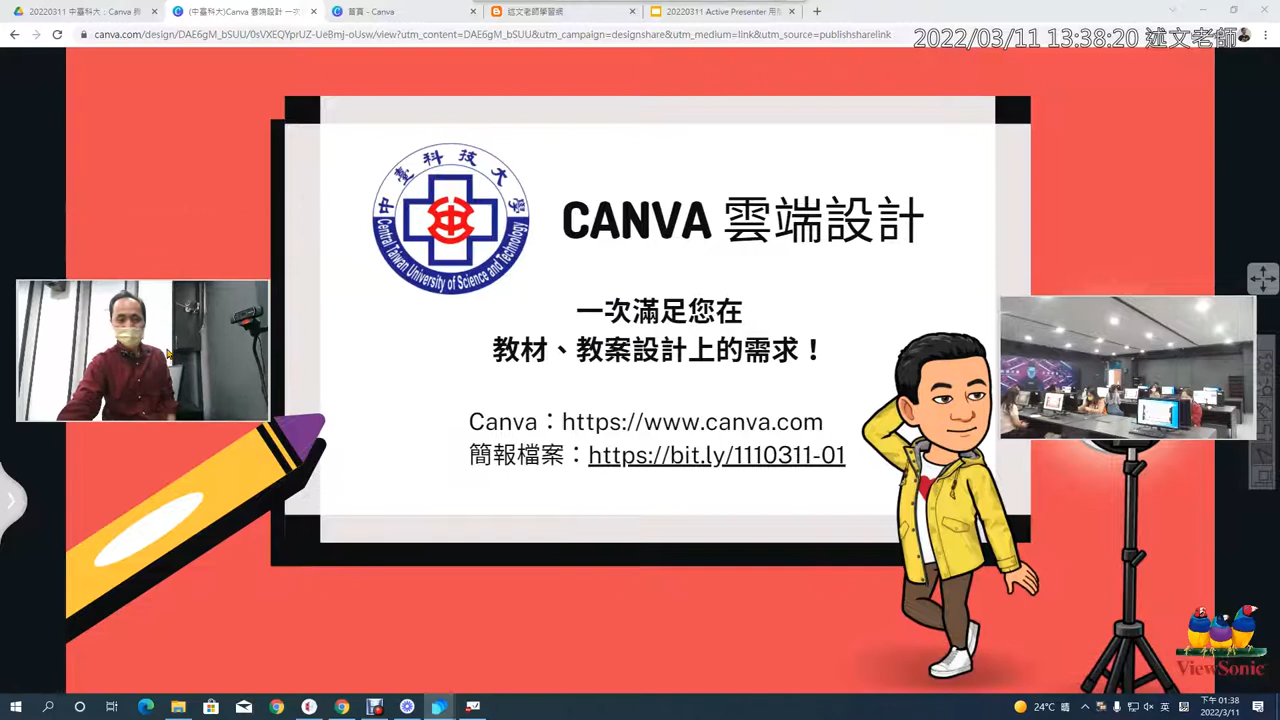 20220311 中臺科大：Canva 與
(中臺科大)Canva 雲端設計 一次
首頁 - Canva
述文老師學習網
20220311 Active Presenter 用
canva.com/design/DAE6gM_bSUU/0sVXEQYprUZ-UeBmj-oUsw/view?utm_content=DAE6gM_bSUU&utm_campaign=designshare&utm_medium=link&utm_source=publishsharelink
2022/03/11 13:38:20 述文老師
中臺科技大學
Central Taiwan University of Science and Technology
CANVA 雲端設計
一次滿足您在
教材、教案設計上的需求！
Canva：https://www.canva.com
簡報檔案：https://bit.ly/1110311-01
ViewSonic
24°C 晴
英
下午 01:38
2022/3/11